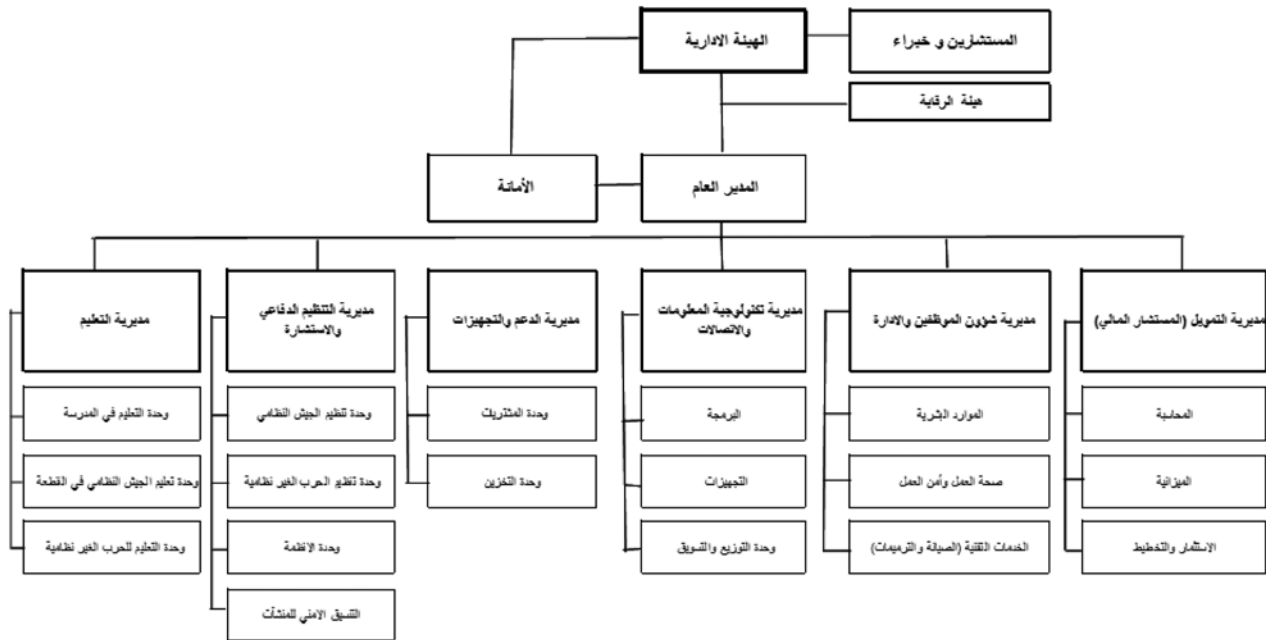 المستشارين و خبراء
الهيئة الادارية
هيئة الرقابة
المدير العام
الأمانة
مديرية التمويل (المستشار المالي)
المحاسبة
الميزانية
الاستثمار والتخطيط
مديرية شؤون الموظفين والادارة
الموارد البشرية
صحة العمل وأمن العمل
الخدمات التقنية (الصيانة والترميمات)
مديرية تكنولوجية المعلومات
والاتصالات
البرمجة
التجهيزات
وحدة التوزيع والتسويق
مديرية الدعم والتجهيزات
وحدة المشتريات
وحدة التخزين
مديرية التنظيم الدفاعي
والاستشارة
وحدة تنظيم الجيش النظامي
وحدة تنظيم الحرب الغير نظامية
وحدة الانظمة
التنسيق الامني للمنشآت
مديرية التعليم
وحدة التعليم في المدرسة
وحدة تعليم الجيش النظامي في القطعة
وحدة التعليم للحرب الغير نظامية